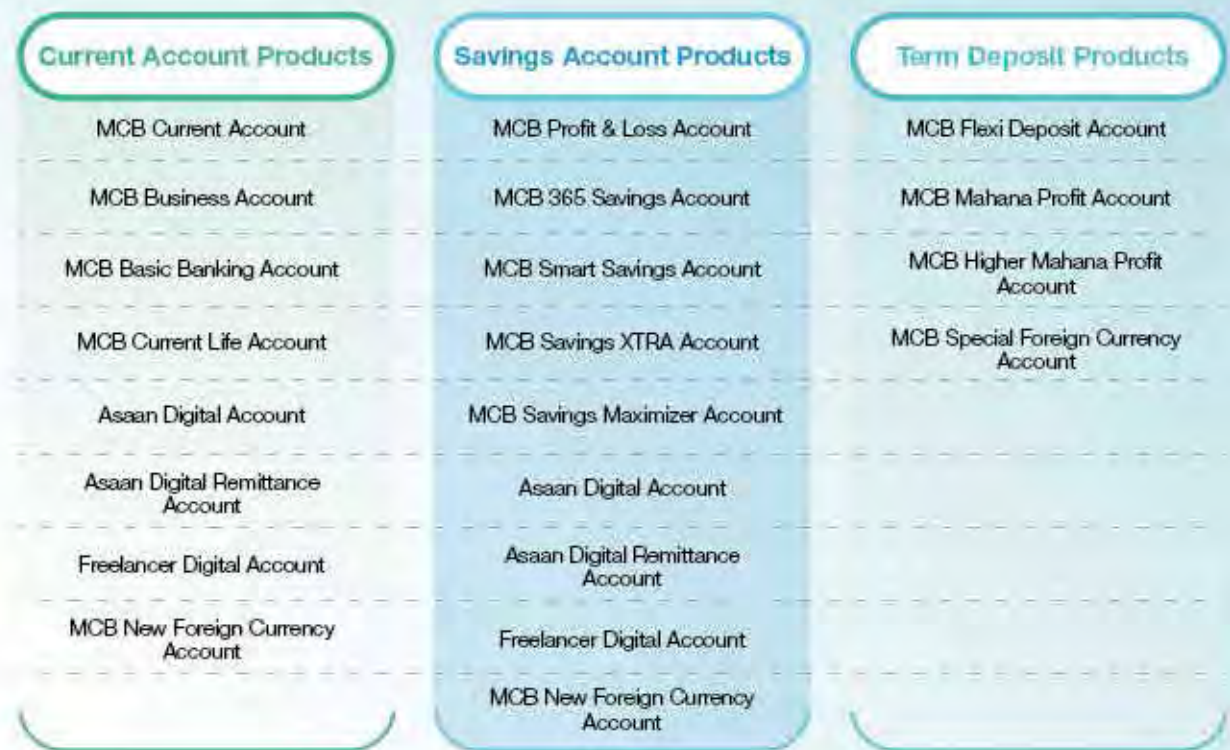 Current Account Products
MCB Current Account
MCB Business Account
MCB Basic Banking Account
MCB Current Life Account
Asaan Digital Account
Asaan Digital Remittance
Account
Freelancer Digital Account
MCB New Foreign Currency
Account
Savings Account Products
MCB Profit & Loss Account
MCB 365 Savings Account
MCB Smart Savings Account
MCB Savings XTRA Account
MCB Savings Maximizer Account
Asaan Digital Account
Asaan Digital Remittance
Account
Freelancer Digital Account
MCB New Foreign Currency
Account
Term Deposit Products
MCB Flexi Deposit Account
MCB Mahana Profit Account
MCB Higher Mahana Profit
Account
MCB Special Foreign Currency
Account